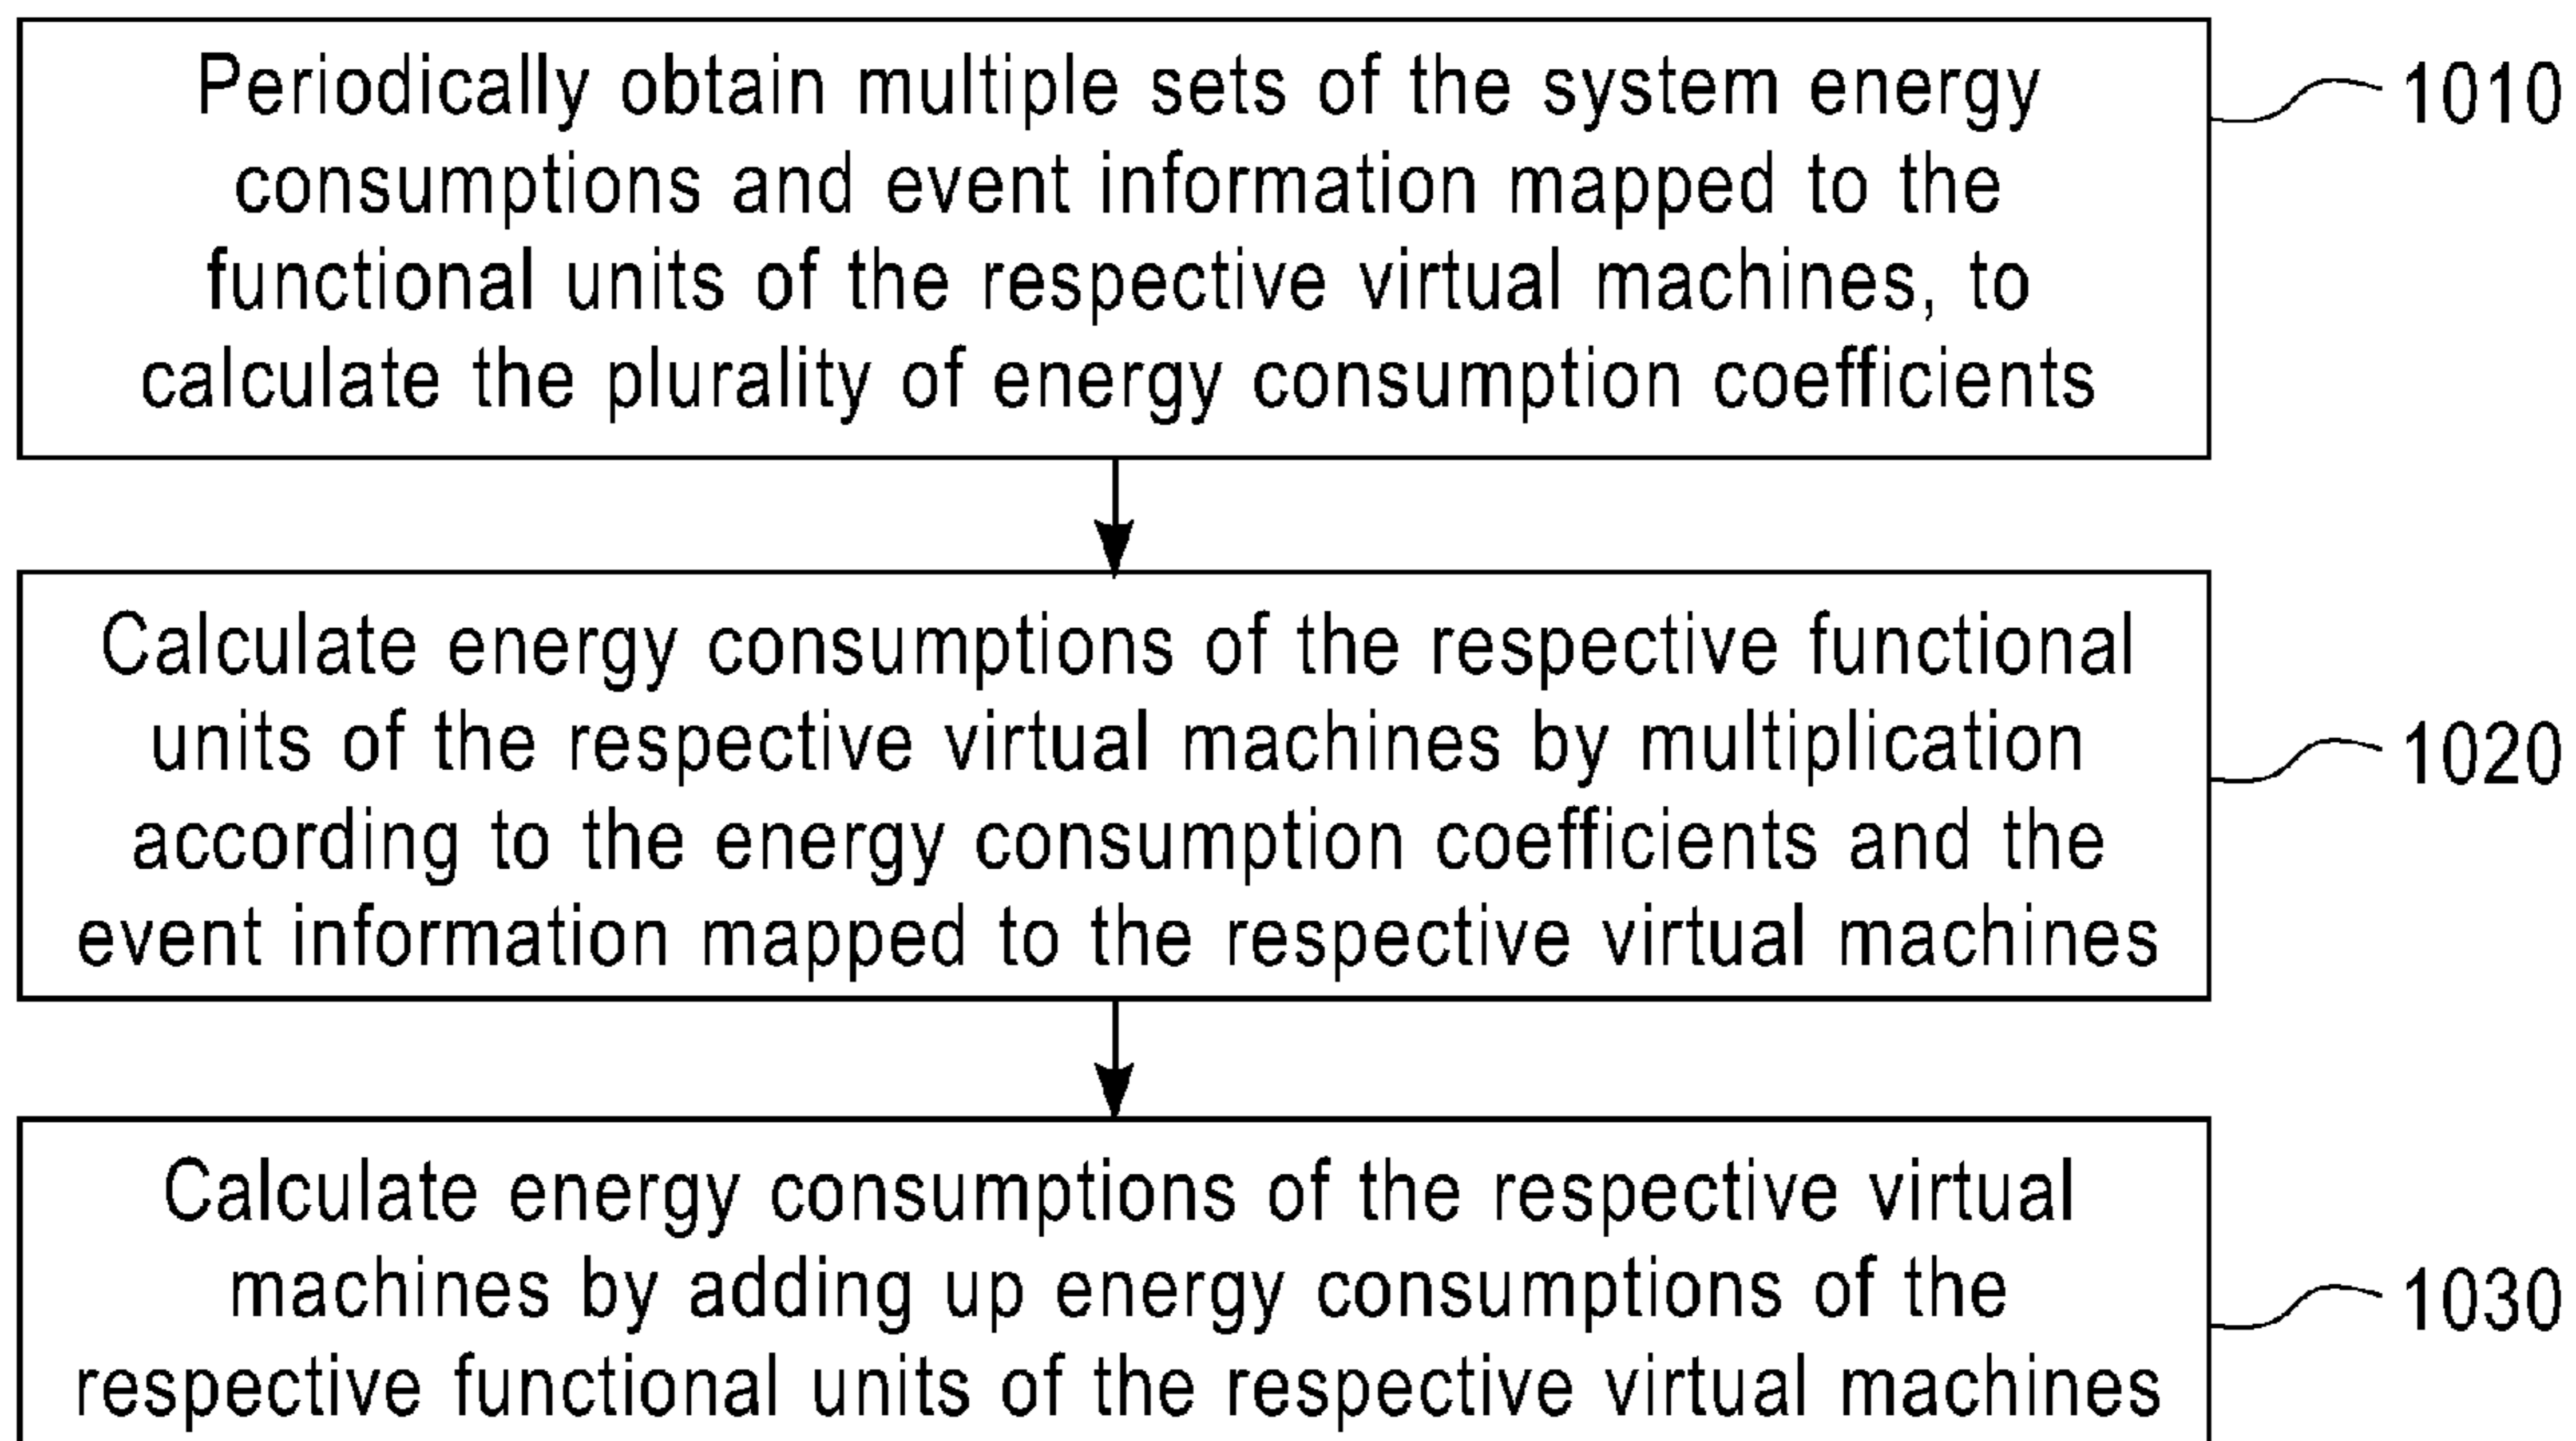 Periodically obtain multiple sets of the system energy
consumptions and event information mapped to the
functional units of the respective virtual machines, to
calculate the plurality of energy consumption coefficients
1010
Calculate energy consumptions of the respective functional
units of the respective virtual machines by multiplication
according to the energy consumption coefficients and the
event information mapped to the respective virtual machines
1020
Calculate energy consumptions of the respective virtual
machines by adding up energy consumptions of the
respective functional units of the respective virtual machines
1030